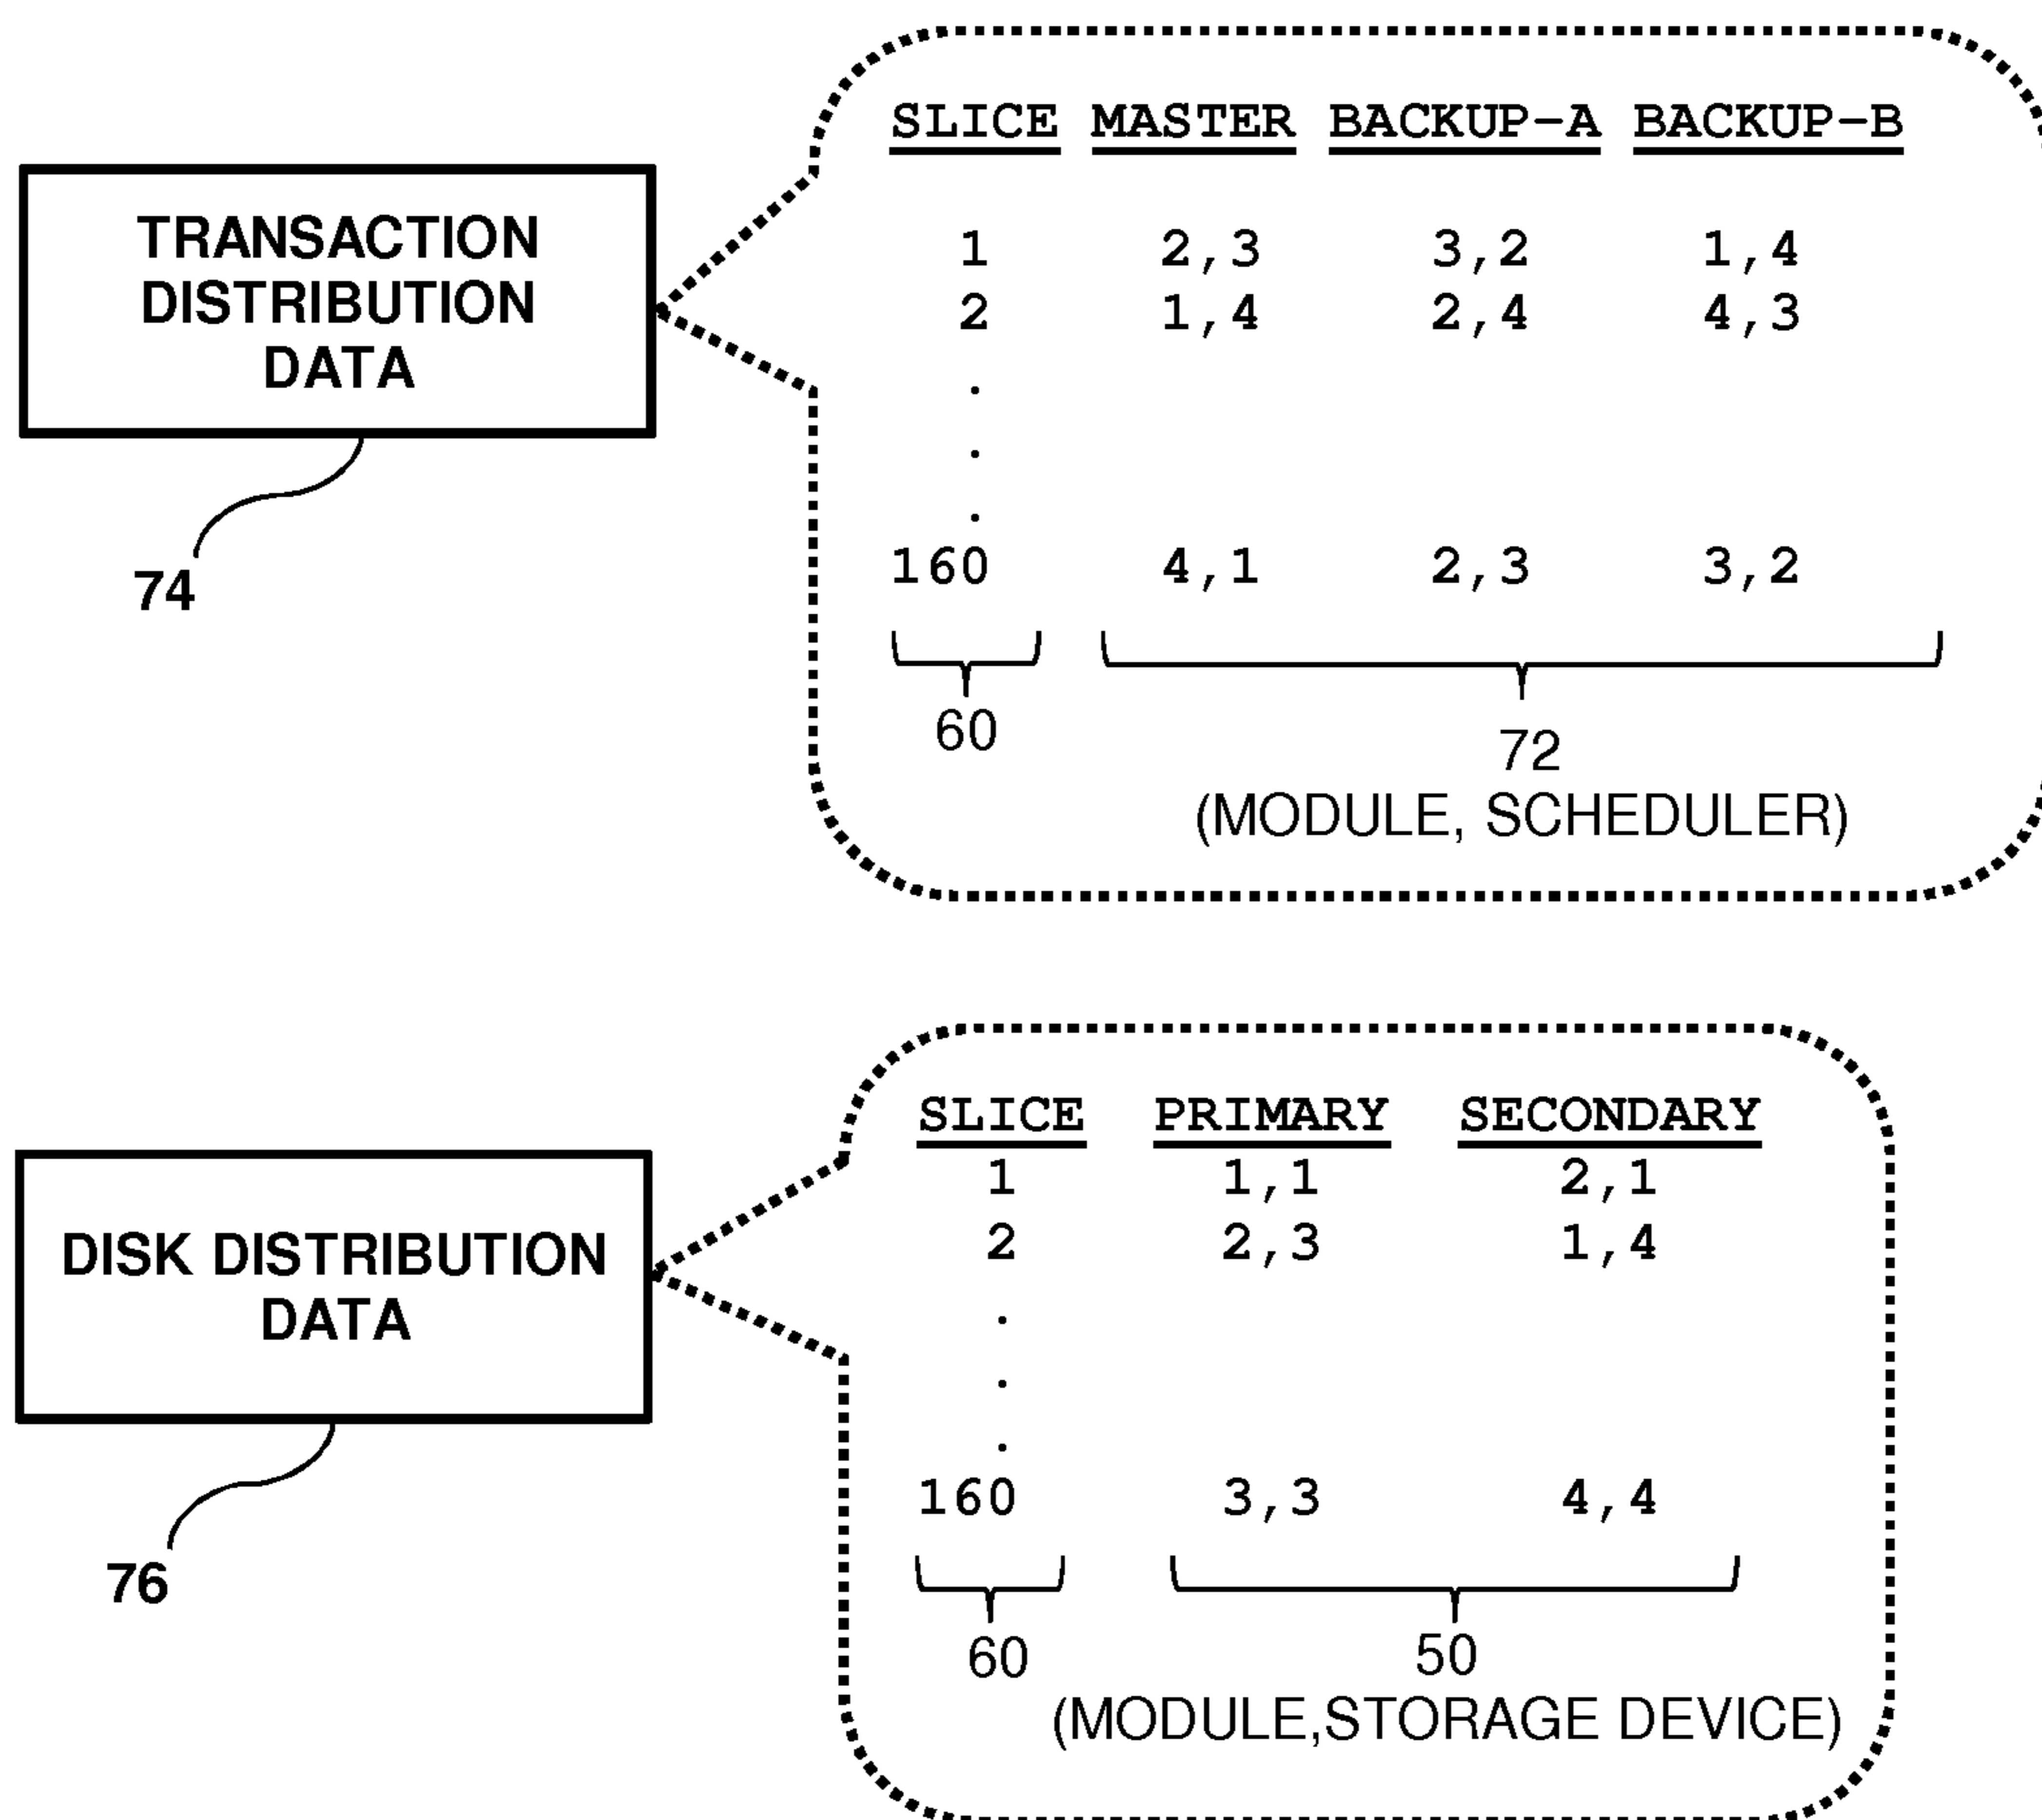 SLICE MASTER BACKUP-A BACKUP-B
1 2,3 3,2 1,4
2 1,4 2,4 4,3
.
.
.
160 4,1 2,3 3,2
60
72
(MODULE, SCHEDULER)
TRANSACTION
DISTRIBUTION
DATA
74
SLICE PRIMARY SECONDARY
1 1,1 2,1
2 2,3 1,4
.
.
.
160 3,3 4,4
60
50
(MODULE,STORAGE DEVICE)
DISK DISTRIBUTION
DATA
76